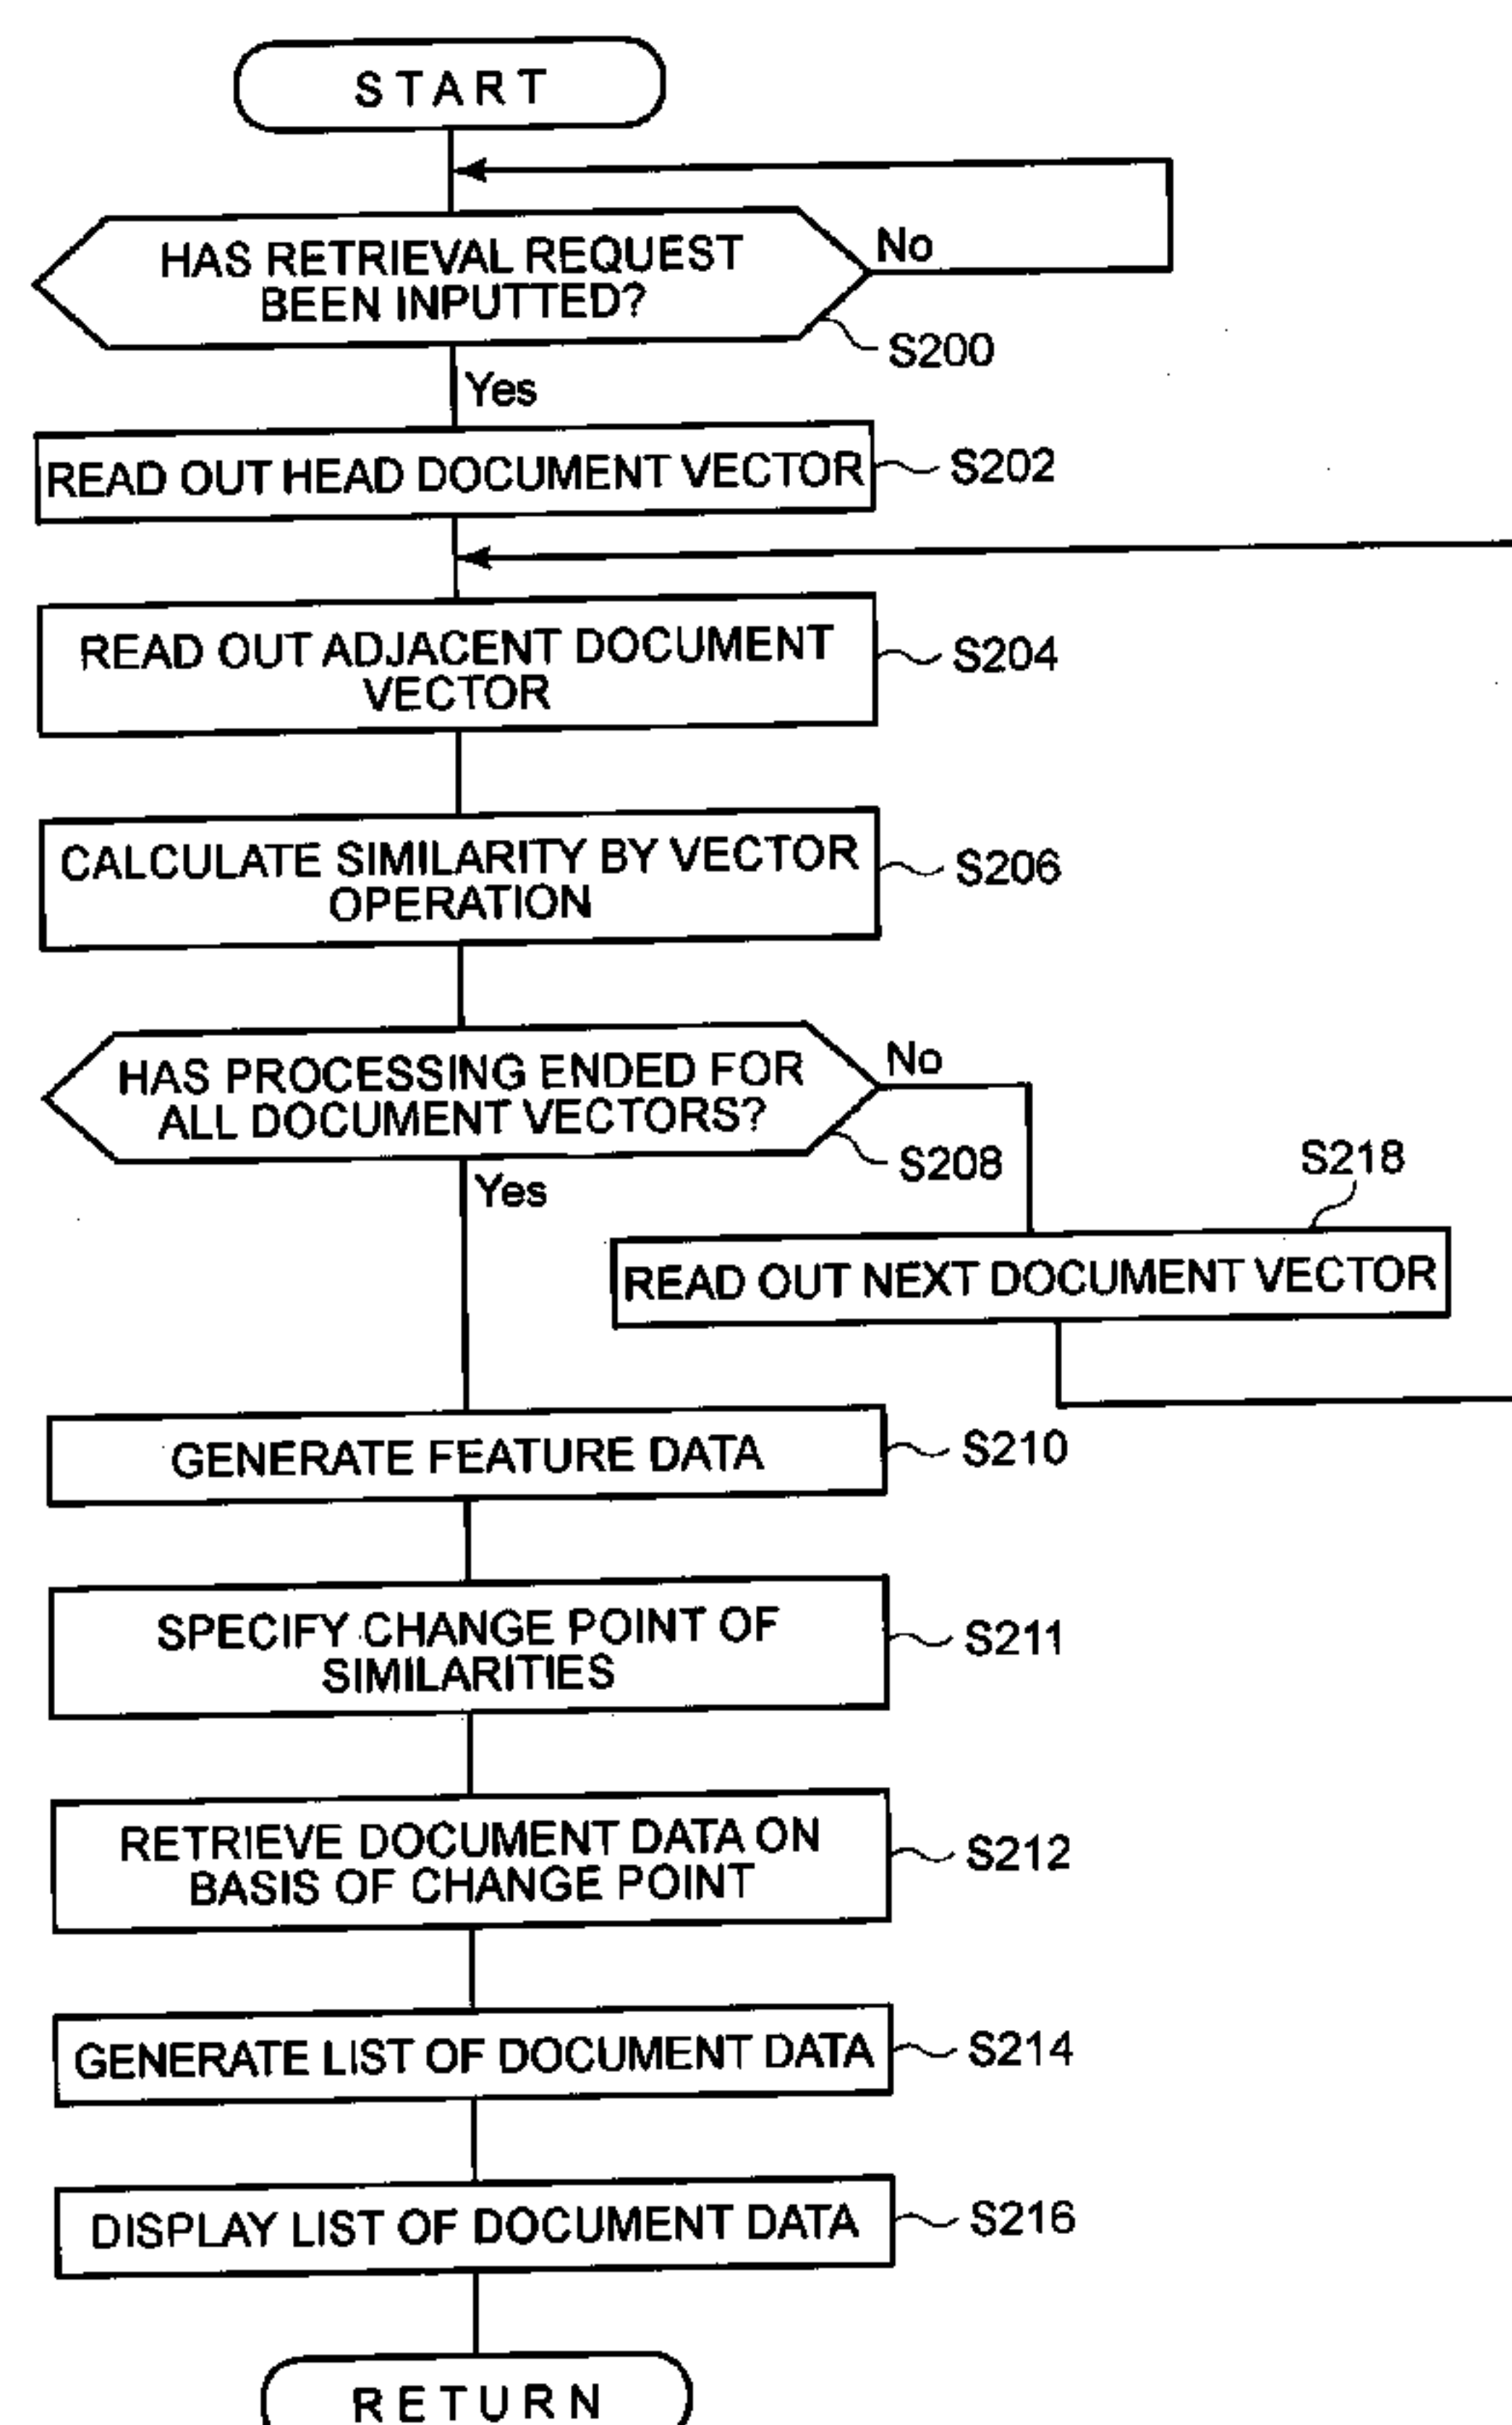 START
HAS RETRIEVAL REQUEST
BEEN INPUTTED?
No
S200
Yes
READ OUT HEAD DOCUMENT VECTOR
S202
READ OUT ADJACENT DOCUMENT
VECTOR
S204
CALCULATE SIMILARITY BY VECTOR
OPERATION
S206
HAS PROCESSING ENDED FOR
ALL DOCUMENT VECTORS?
No
S208
Yes
S218
READ OUT NEXT DOCUMENT VECTOR
GENERATE FEATURE DATA
S210
SPECIFY CHANGE POINT OF
SIMILARITIES
S211
RETRIEVE DOCUMENT DATA ON
BASIS OF CHANGE POINT
S212
GENERATE LIST OF DOCUMENT DATA
S214
DISPLAY LIST OF DOCUMENT DATA
S216
RETURN